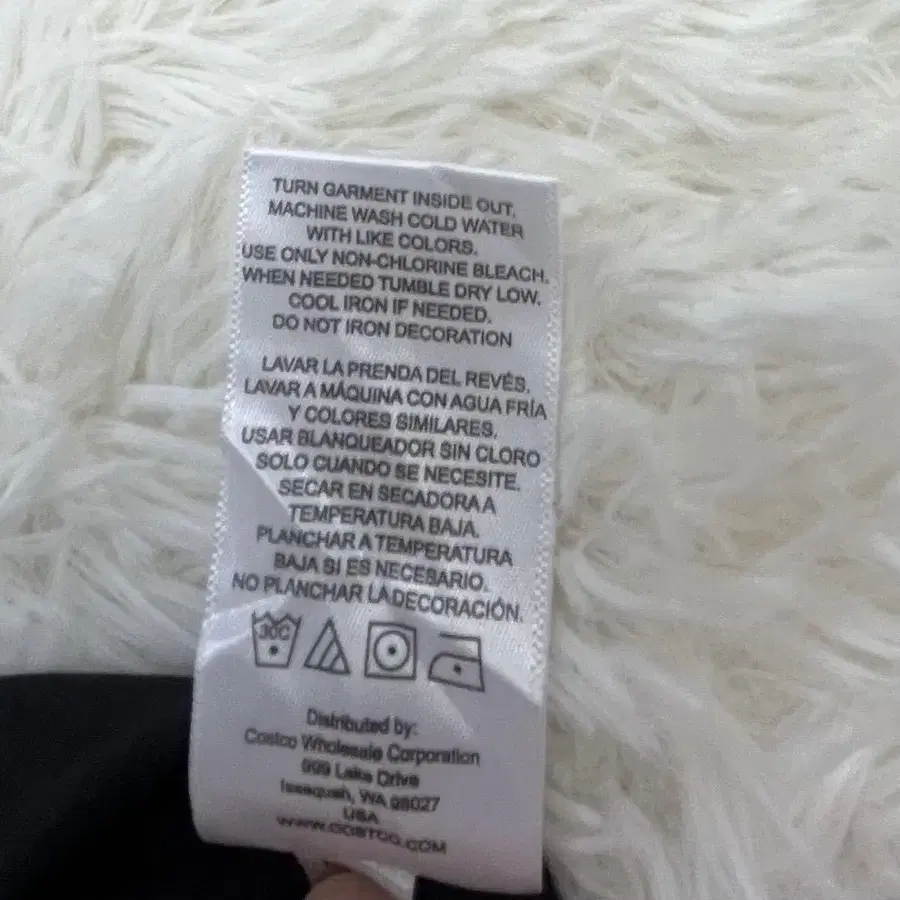 TURN GARMENT INSIDE OUT.
MACHINE WASH COLD WATER
WITH LIKE COLORS.
USE ONLY NON-CHLORINE BLEACH.
WHEN NEEDED TUMBLE DRY LOW.
COOL IRON IF NEEDED.
DO NOT IRON DECORATION
LAVAR LA PRENDA DEL REVÉS.
LAVAR A MÁQUINA CON AGUA FRÍA
Y COLORES SIMILARES.
USAR BLANQUEADOR SIN CLORO
SOLO CUANDO SE NECESITE.
SECAR EN SECADORA A
TEMPERATURA BAJA.
PLANCHAR A TEMPERATURA
BAJA SI ES NECESARIO.
NO PLANCHAR LA DECORACIÓN.
30C
Distributed by:
Costco Wholesale Corporation
999 Lake Drive
Issaquah, WA 98027
USA
WWW.COSTCO.COM